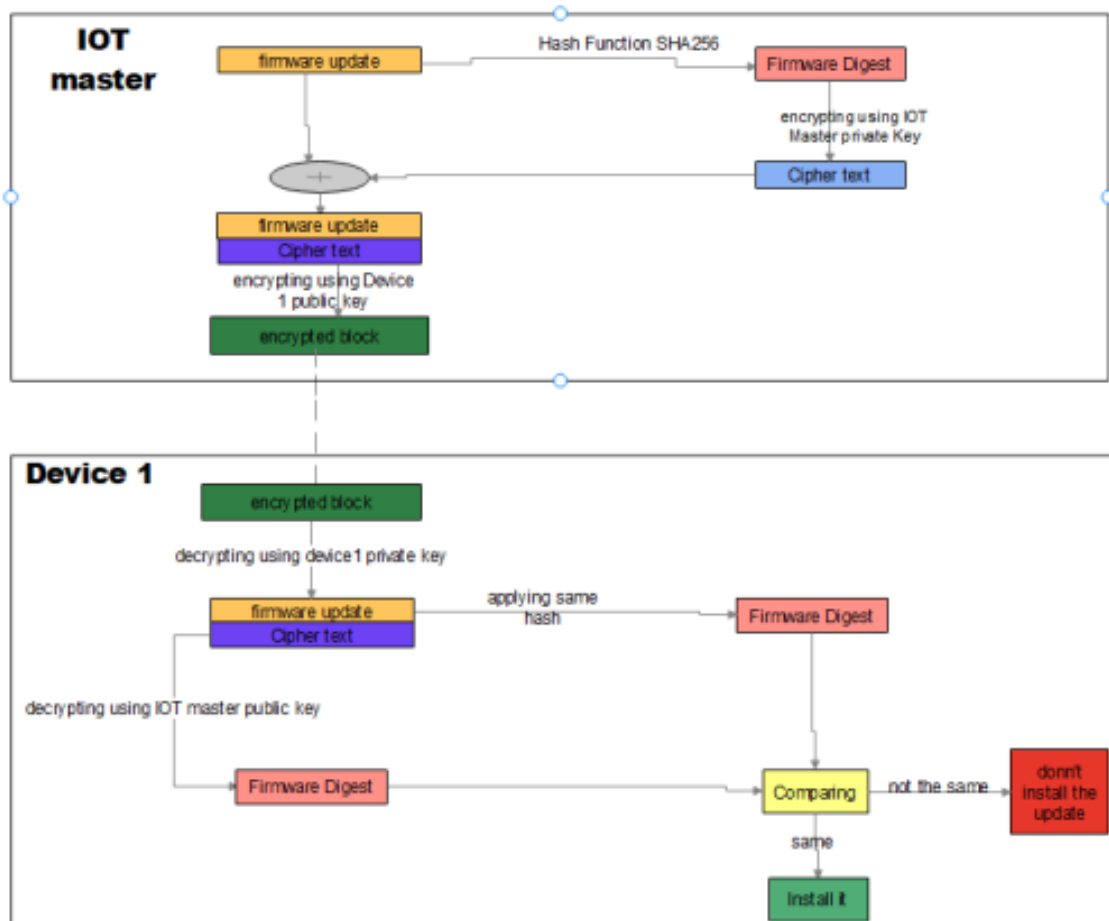 IOT
master
firmware update
Hash Function SHA256
Firmware Digest
encrypting using IOT
Master private Key
Cipher text
+
firmware update
Cipher text
encrypting using Device
1 public key
encrypted block
Device 1
encrypted block
decrypting using device1 private key
firmware update
Cipher text
applying same
hash
Firmware Digest
decrypting using IOT master public key
Firmware Digest
Comparing
not the same
donn't
install the
update
same
Install it